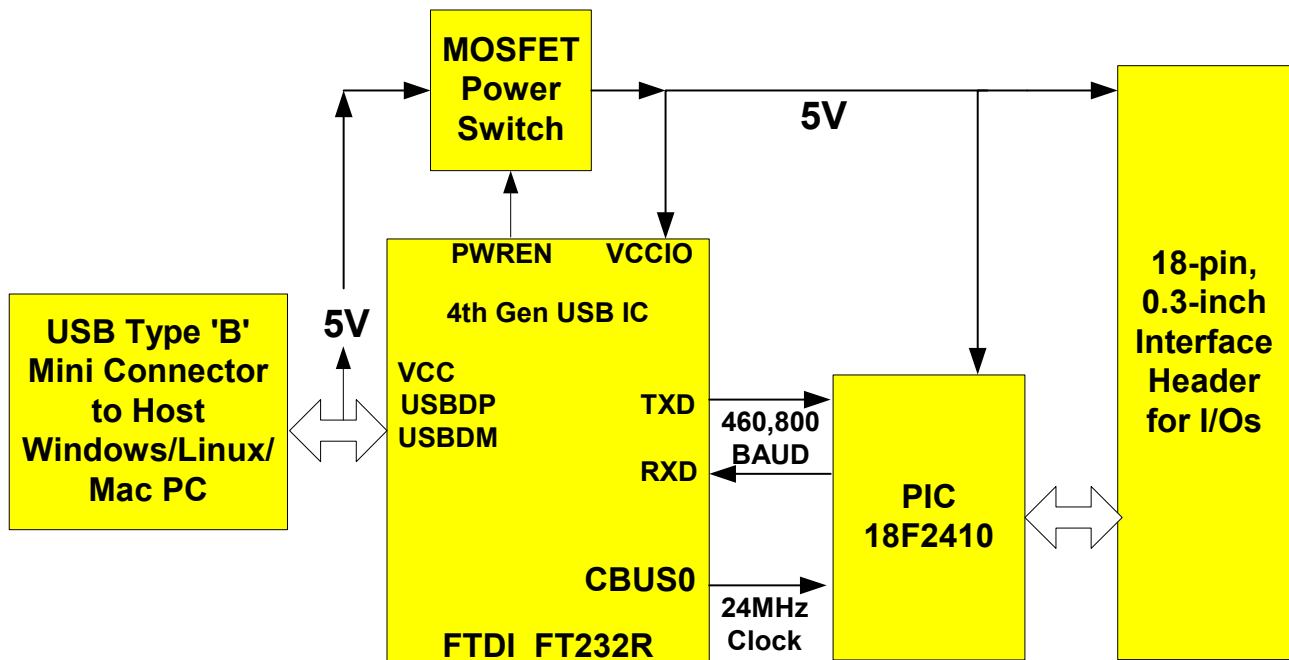 MOSFET
Power
Switch
5V
5V
PWREN
VCCIO
4th Gen USB IC
VCC
USBDP
USBDM
TXD
RXD
CBUS0
FTDI FT232R
USB Type 'B'
Mini Connector
to Host
Windows/Linux/
Mac PC
460,800
BAUD
24MHz
Clock
PIC
18F2410
18-pin,
0.3-inch
Interface
Header
for I/Os